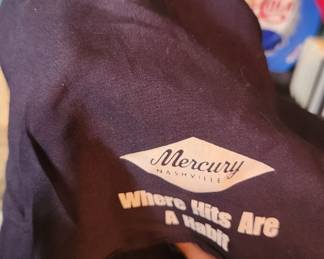 Mercury
NASHVILLE
Where Hits Are
A Habit